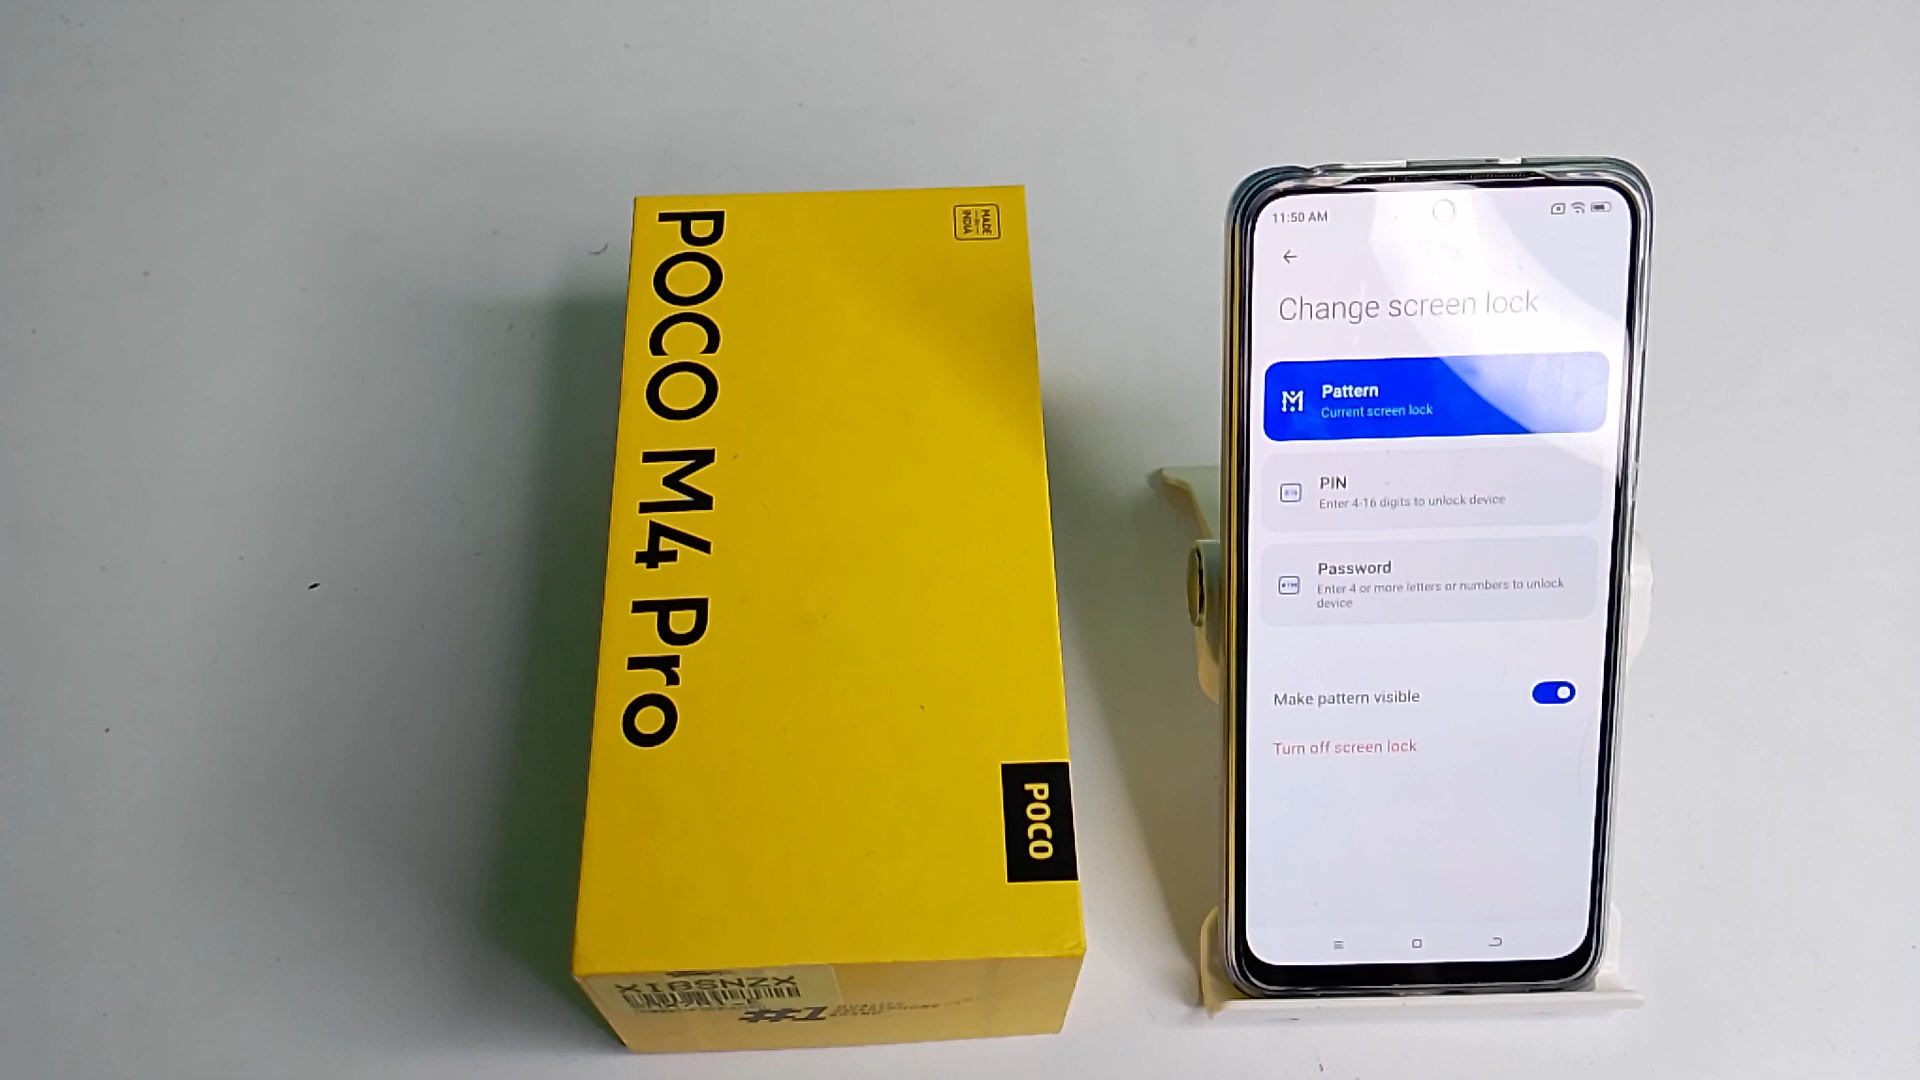 POCO M4 Pro
MADE
IN
INDIA
POCO
11:50 AM
Change screen lock
Pattern
Current screen lock
PIN
Enter 4-16 digits to unlock device
Password
Enter 4 or more letters or numbers to unlock
device
Make pattern visible
Turn off screen lock